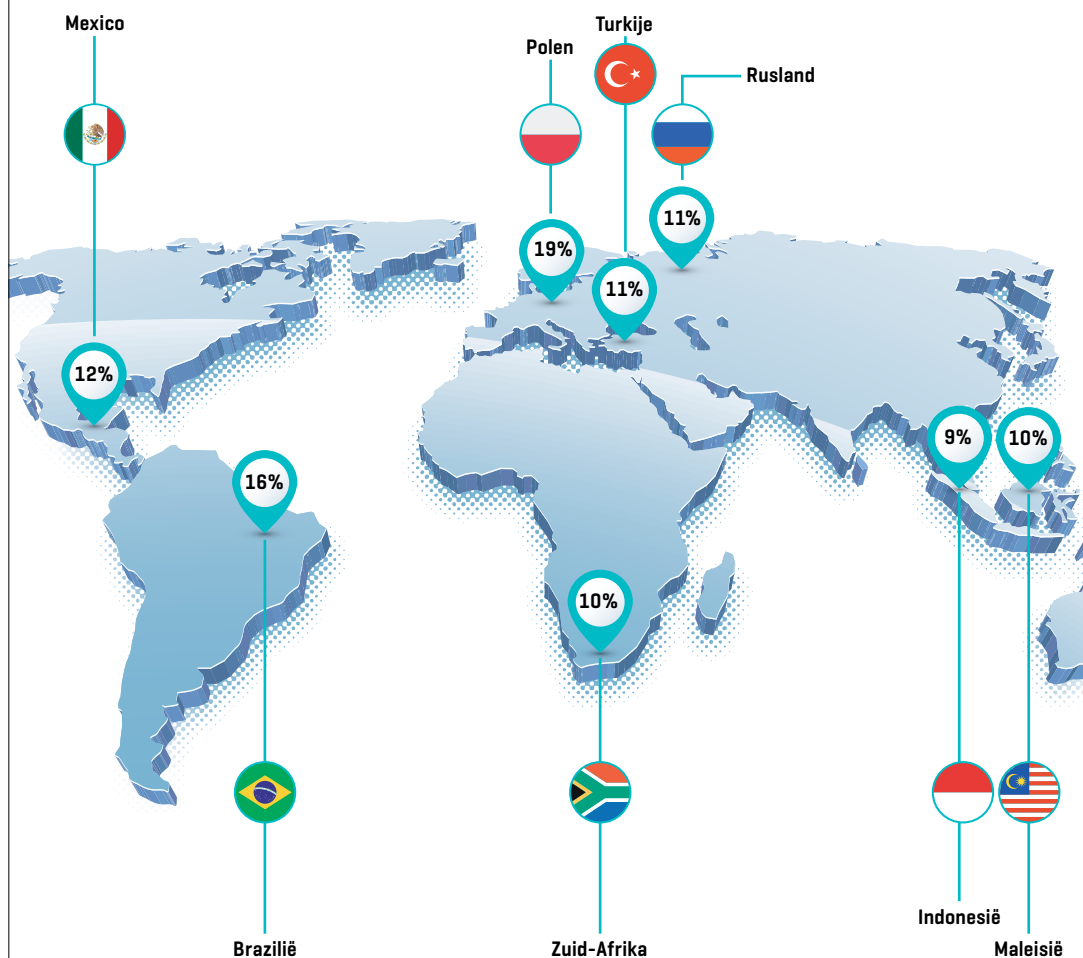 Mexico
Turkije
Polen
Rusland
11%
19%
11%
12%
9%
10%
16%
10%
Indonesië
Brazilië
Zuid-Afrika
Maleisië